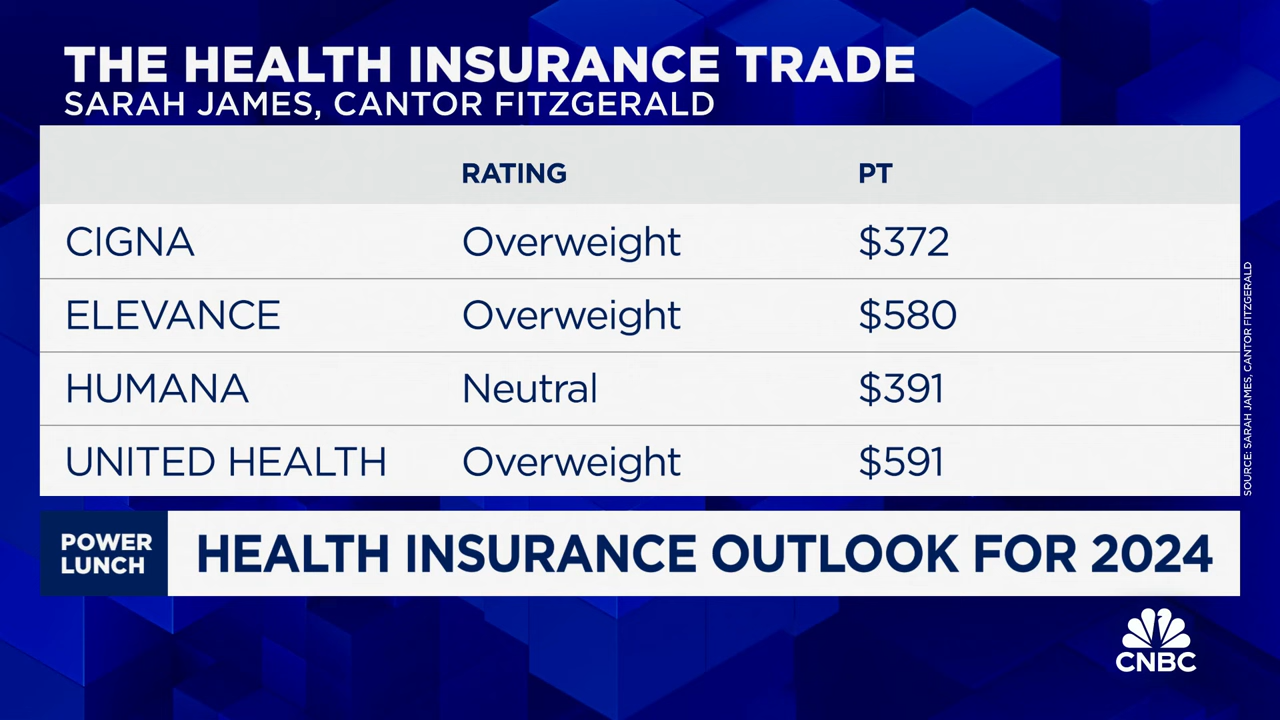 THE HEALTH INSURANCE TRADE
SARAH JAMES, CANTOR FITZGERALD
RATING PT
CIGNA Overweight $372
ELEVANCE Overweight $580
HUMANA Neutral $391
UNITED HEALTH Overweight $591
SOURCE: SARAH JAMES, CANTOR FITZGERALD
POWER
LUNCH
HEALTH INSURANCE OUTLOOK FOR 2024
CNBC